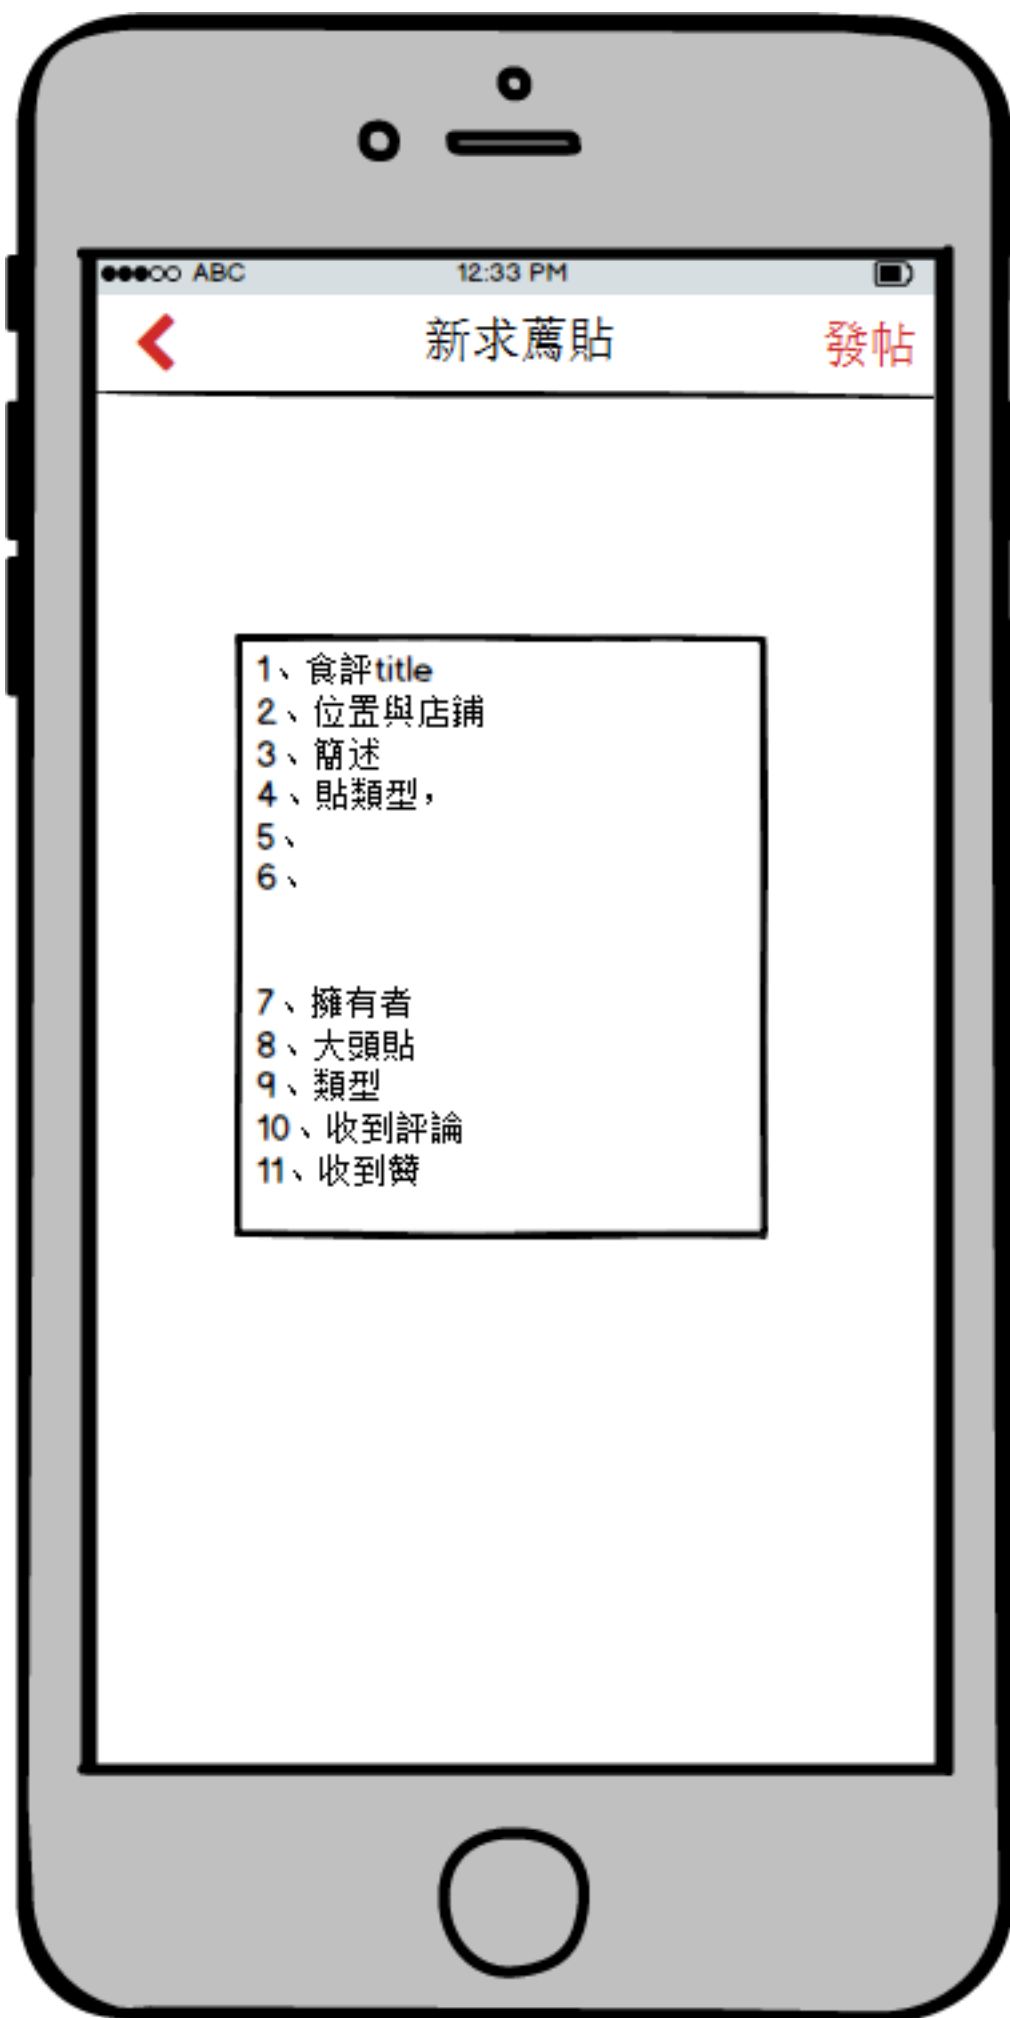 ABC 12:33 PM
新求薦貼 發帖
1、食評title
2、位置與店鋪
3、簡述
4、貼類型，
5、
6、
7、擁有者
8、大頭貼
9、類型
10、收到評論
11、收到贊